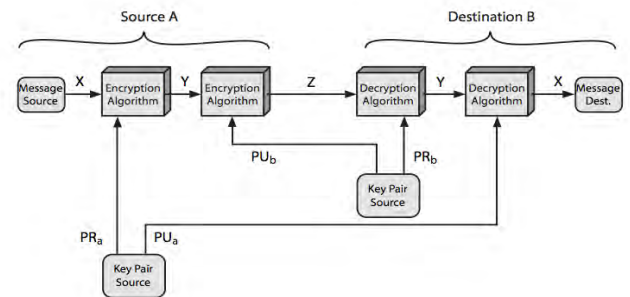 Source A
Destination B
Message
Source
X
Encryption
Algorithm
Y
Encryption
Algorithm
Z
Decryption
Algorithm
Y
Decryption
Algorithm
X
Message
Dest.
PUb
PRb
Key Pair
Source
PRa
PUa
Key Pair
Source